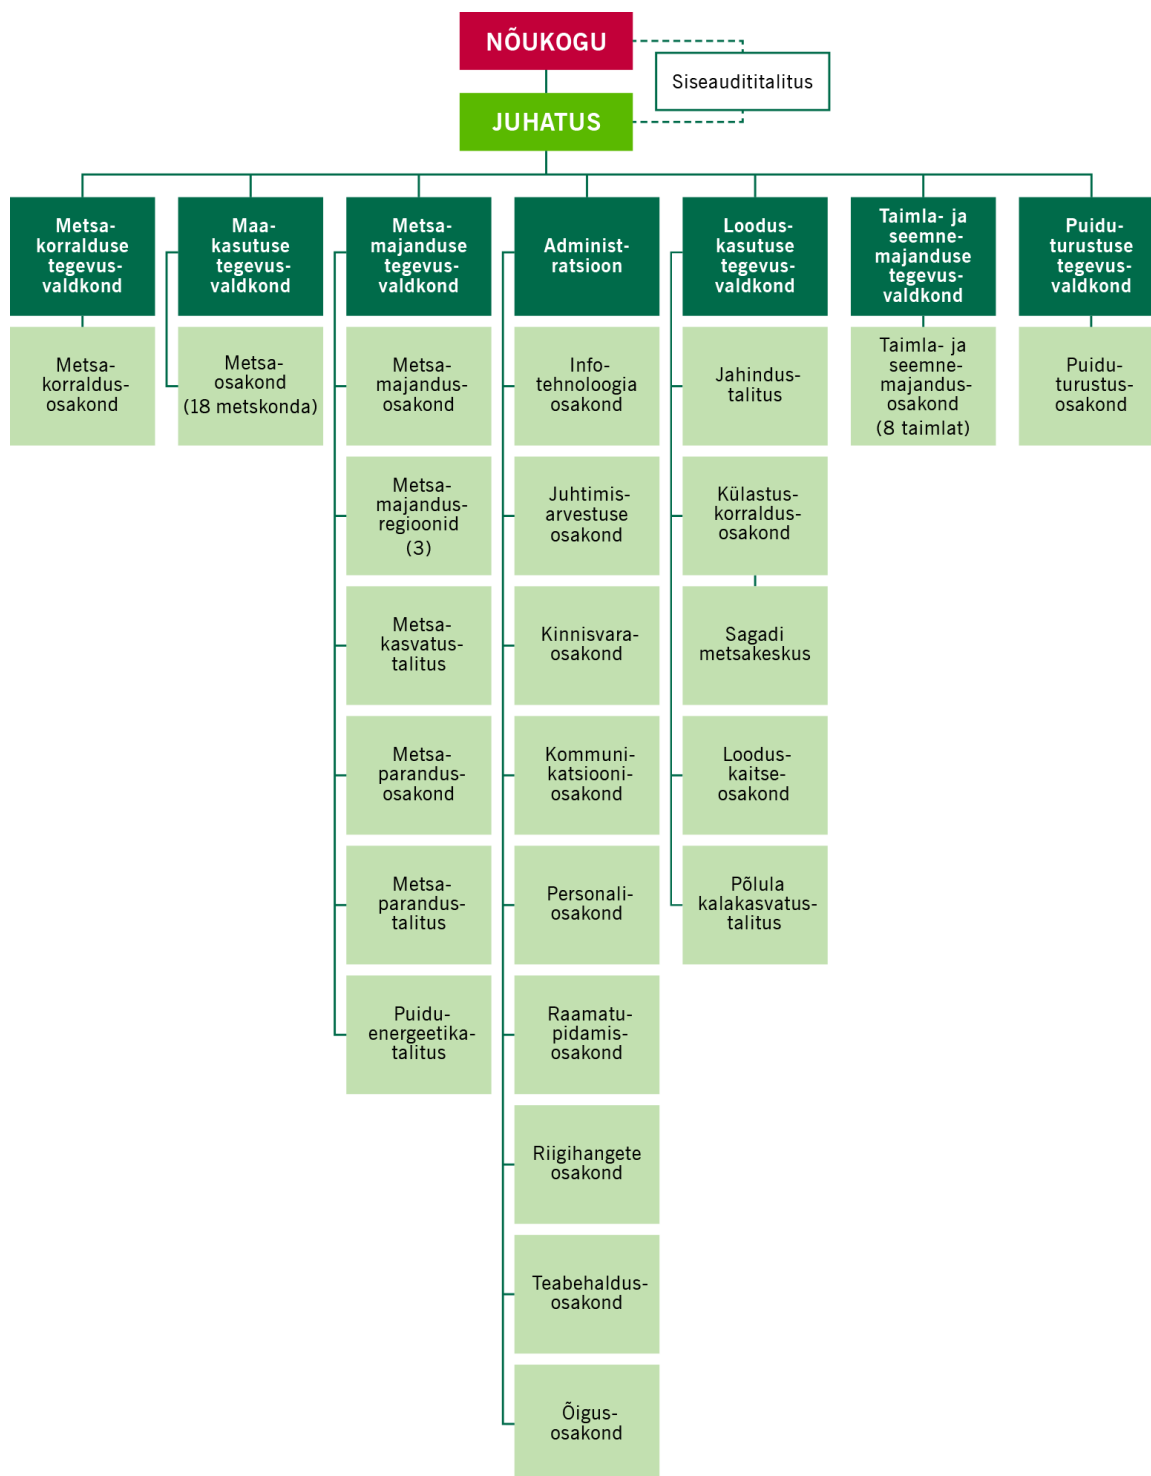 NÕUKOGU
Siseaudititalitus
JUHATUS
Metsa-
korralduse
tegevus-
valdkond
Metsa-
korraldus-
osakond
Maa-
kasutuse
tegevus-
valdkond
Metsa-
osakond
(18 metskonda)
Metsa-
majanduse
tegevus-
valdkond
Metsa-
majandus-
osakond
Metsa-
majandus-
regioonid
(3)
Metsa-
kasvatus-
talitus
Metsa-
parandus-
osakond
Metsa-
parandus-
talitus
Puidu-
energeetika-
talitus
Administ-
ratsioon
Info-
tehnoloogia
osakond
Juhtimis-
arvestuse
osakond
Kinnisvara-
osakond
Kommuni-
katsiooni-
osakond
Personali-
osakond
Raamatu-
pidamis-
osakond
Riigihangete
osakond
Teabehaldus-
osakond
Õigus-
osakond
Loodus-
kasutuse
tegevus-
valdkond
Jahindus-
talitus
Külastus-
korraldus-
osakond
Sagadi
metsakeskus
Loodus-
kaitse-
osakond
Põlula
kalakasvatus-
talitus
Taimla- ja
seemne-
majanduse
tegevus-
valdkond
Taimla- ja
seemne-
majandus-
osakond
(8 taimlat)
Puidu-
turustuse
tegevus-
valdkond
Puidu-
turustus-
osakond